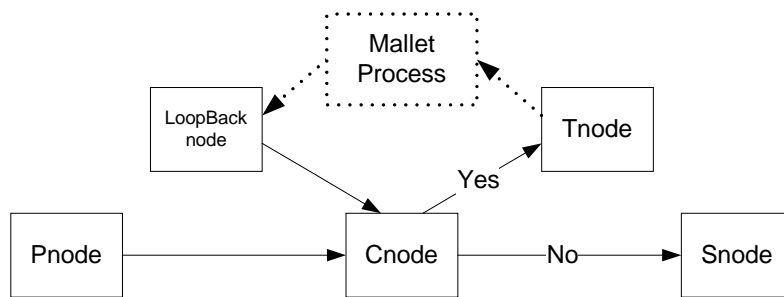 Mallet
Process
LoopBack
node
Tnode
Yes
Pnode
Cnode
No
Snode